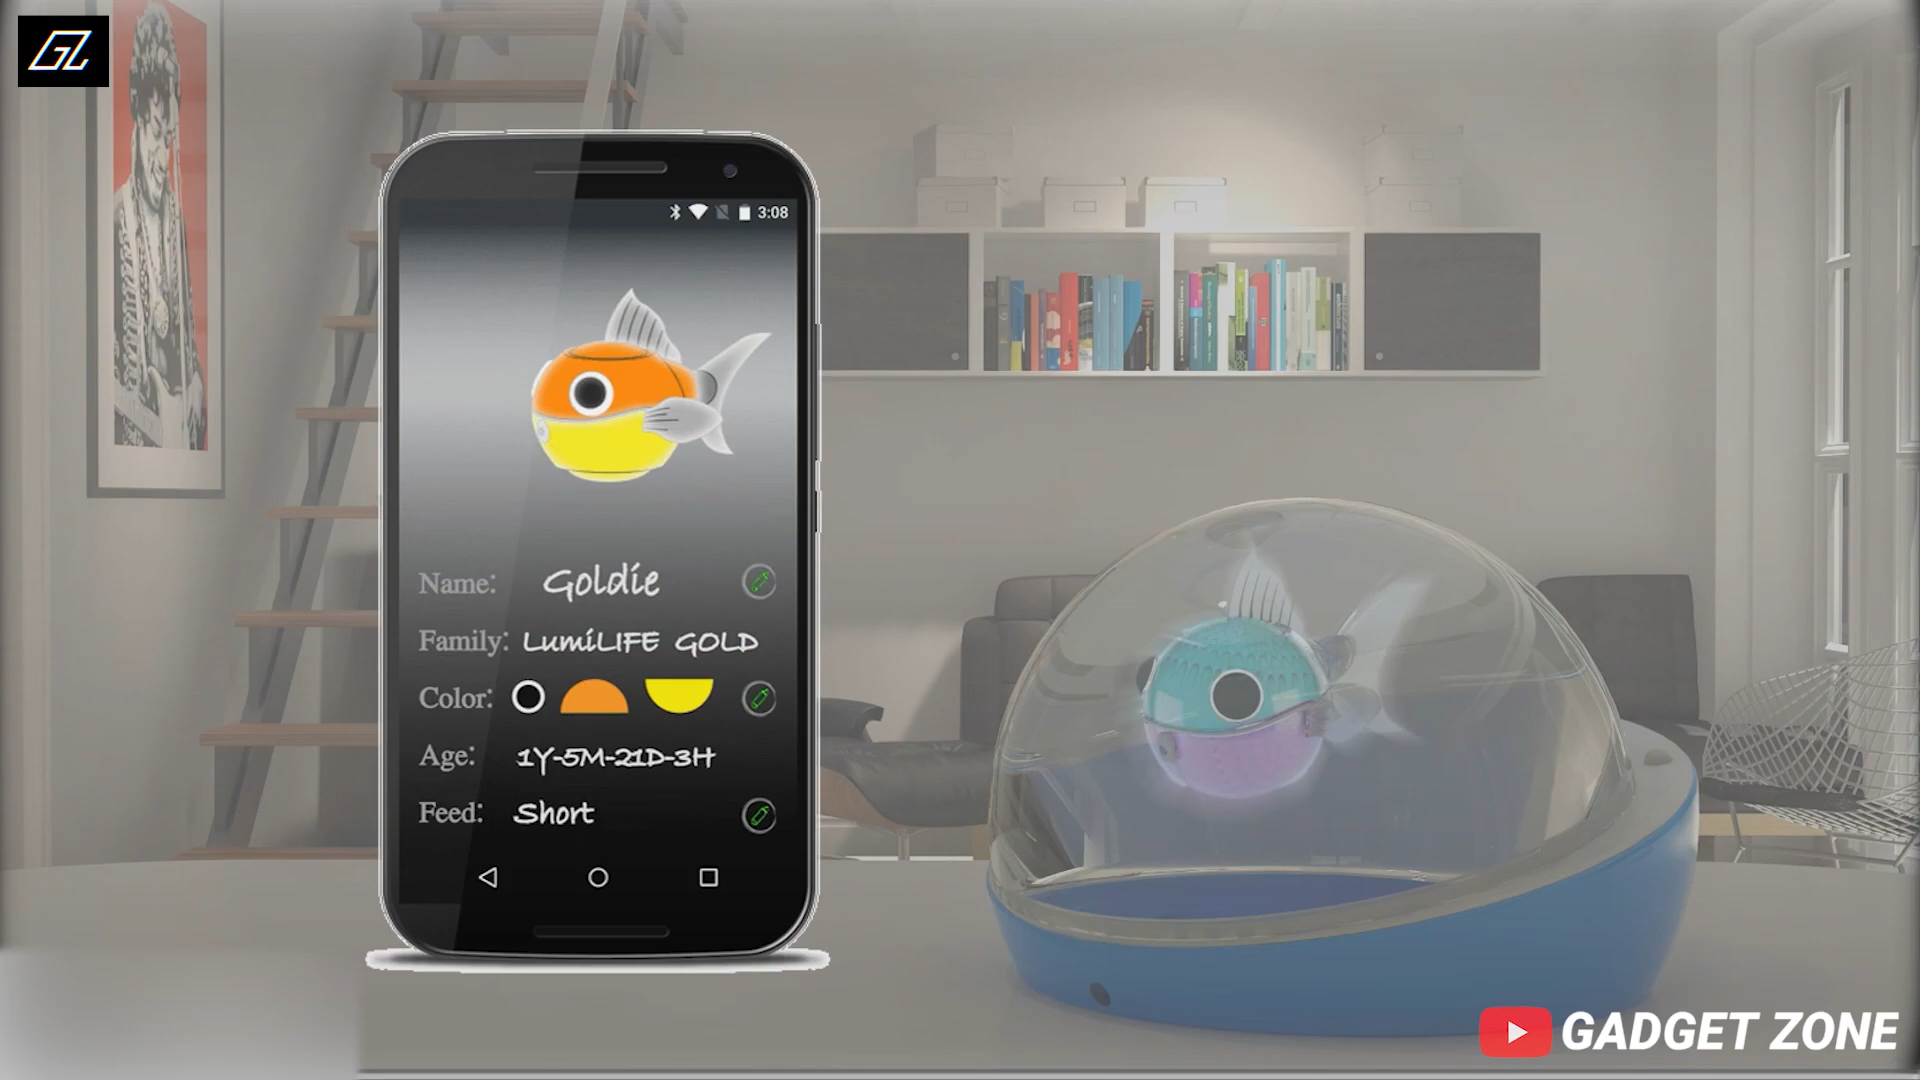 GZ
3:08
Name: Goldie
Family: LumiLIFE GOLD
Color:
Age: 1Y-5M-21D-3H
Feed: Short
GADGET ZONE